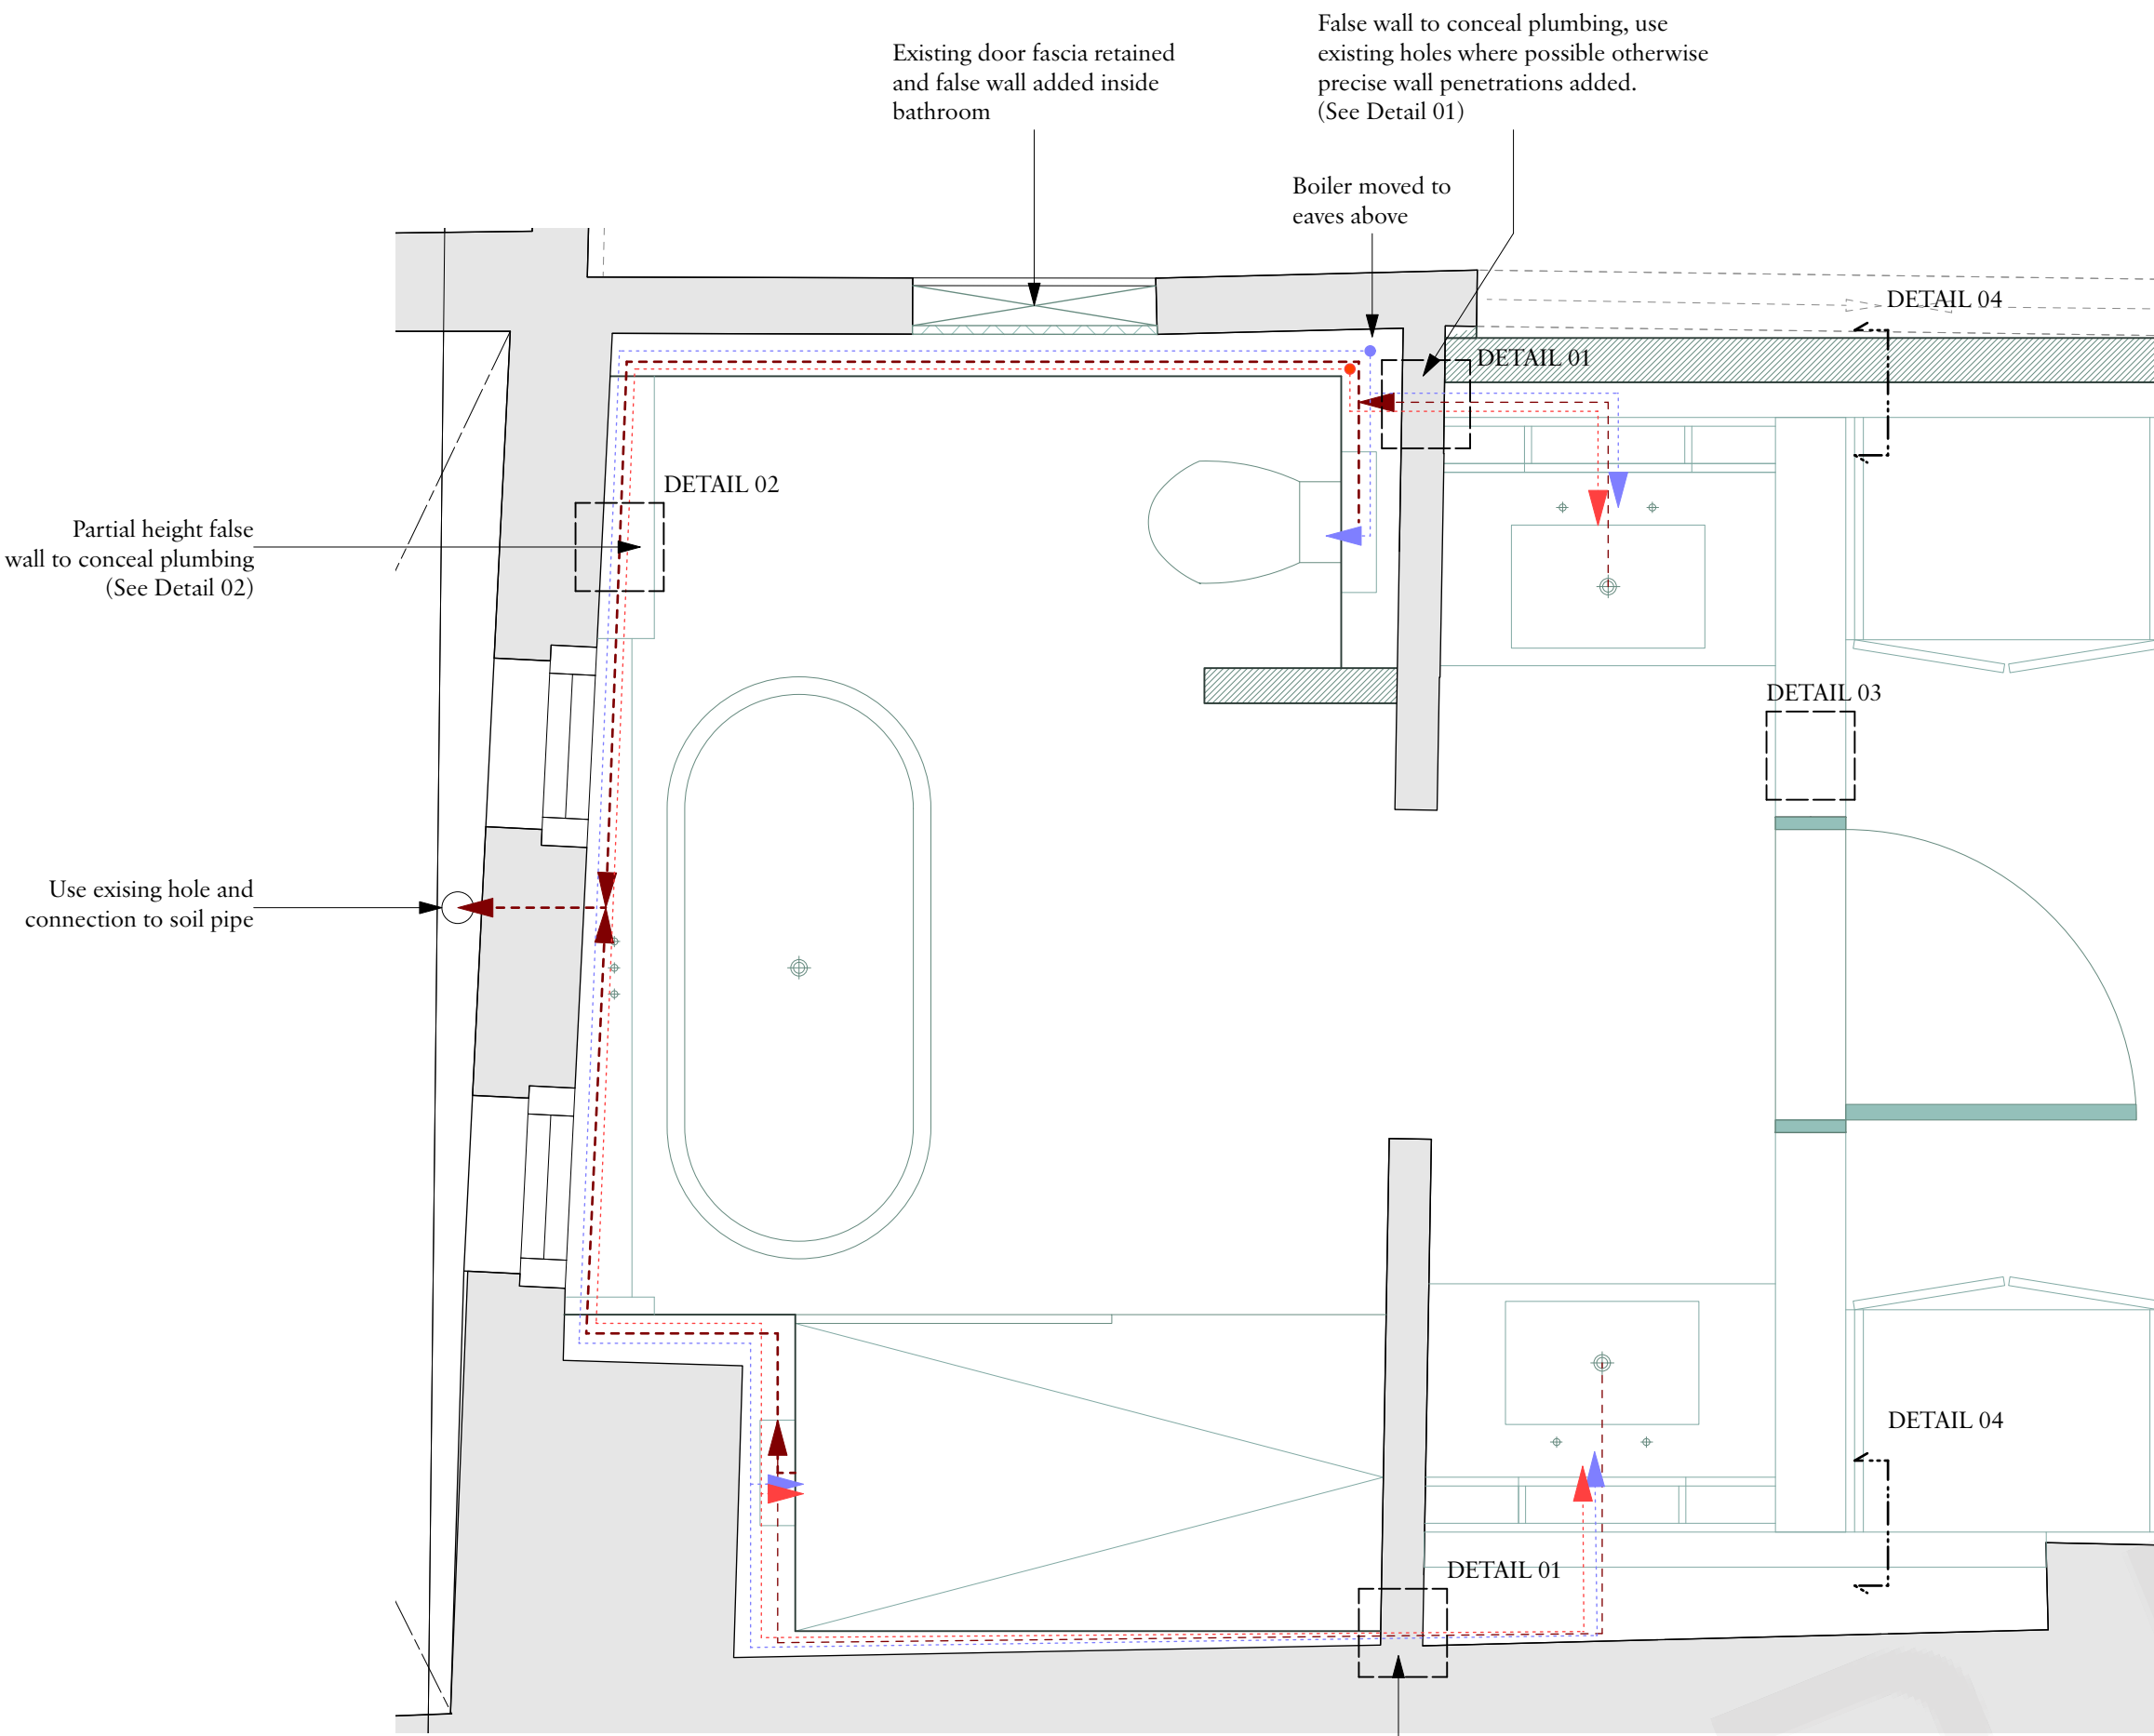 False wall to conceal plumbing, use
existing holes where possible otherwise
precise wall penetrations added.
(See Detail 01)
Existing door fascia retained
and false wall added inside
bathroom
Boiler moved to
eaves above
DETAIL 04
DETAIL 01
DETAIL 02
Partial height false
wall to conceal plumbing
(See Detail 02)
DETAIL 03
Use exising hole and
connection to soil pipe
DETAIL 04
DETAIL 01